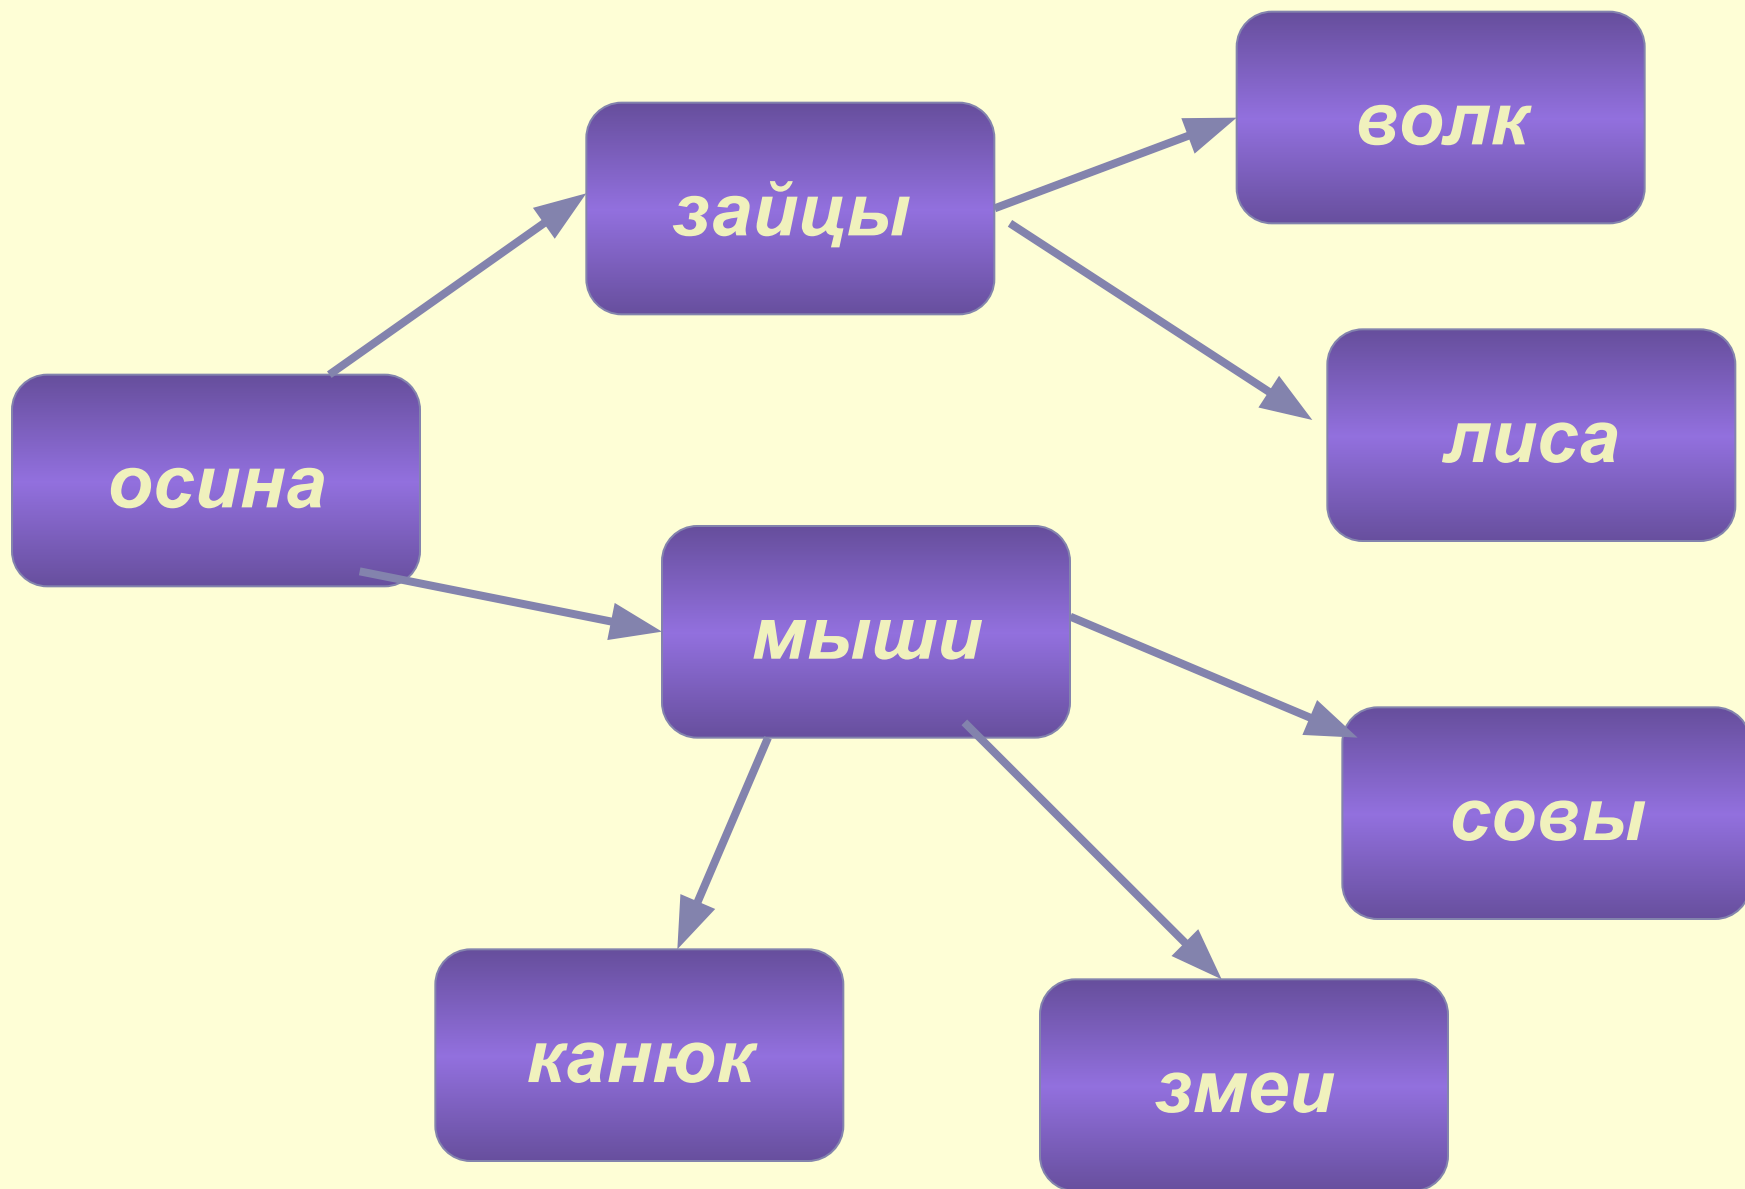 волк
зайцы
лиса
осина
мыши
совы
канюк
змеи